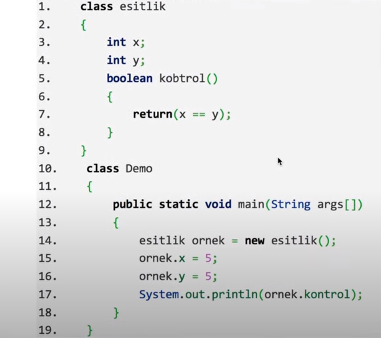 1. class esitlik
2. {
3. int x;
4. int y;
5. boolean kobtrol()
6. {
7. return(x == y);
8. }
9. }
10. class Demo
11. {
12. public static void main(String args[])
13. {
14. esitlik ornek = new esitlik();
15. ornek.x = 5;
16. ornek.y = 5;
17. System.out.println(ornek.kontrol);
18. }
19. }